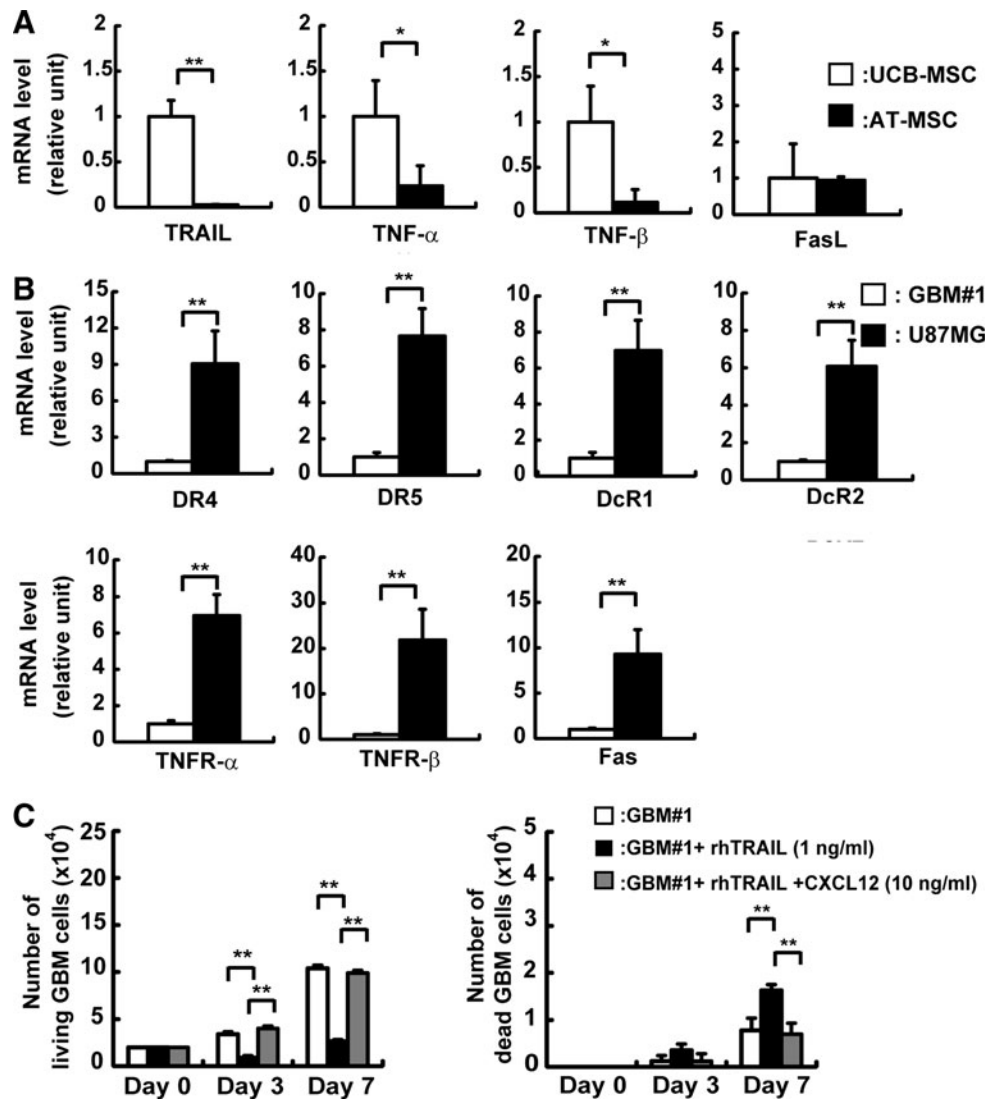 A
mRNA level
(relative unit)
2
1.5
1
0.5
0
**
TRAIL
2
1.5
1
0.5
0
*
TNF-α
2
1.5
1
0.5
0
*
TNF-β
5
4
3
2
1
0
FasL
:UCB-MSC
:AT-MSC
B
mRNA level
(relative unit)
15
12
9
6
3
0
**
DR4
10
8
6
4
2
0
**
DR5
10
8
6
4
2
0
**
DcR1
10
8
6
4
2
0
**
DcR2
: GBM#1
: U87MG
mRNA level
(relative unit)
10
8
6
4
2
0
**
TNFR-α
40
30
20
10
0
**
TNFR-β
20
15
10
5
0
**
Fas
C
Number of
living GBM cells (x10⁴)
25
20
15
10
5
0
**
**
**
**
Day 0 Day 3 Day 7
Number of
dead GBM cells (x10⁴)
5
4
3
2
1
0
**
**
Day 0 Day 3 Day 7
:GBM#1
:GBM#1+ rhTRAIL (1 ng/ml)
:GBM#1+ rhTRAIL +CXCL12 (10 ng/ml)